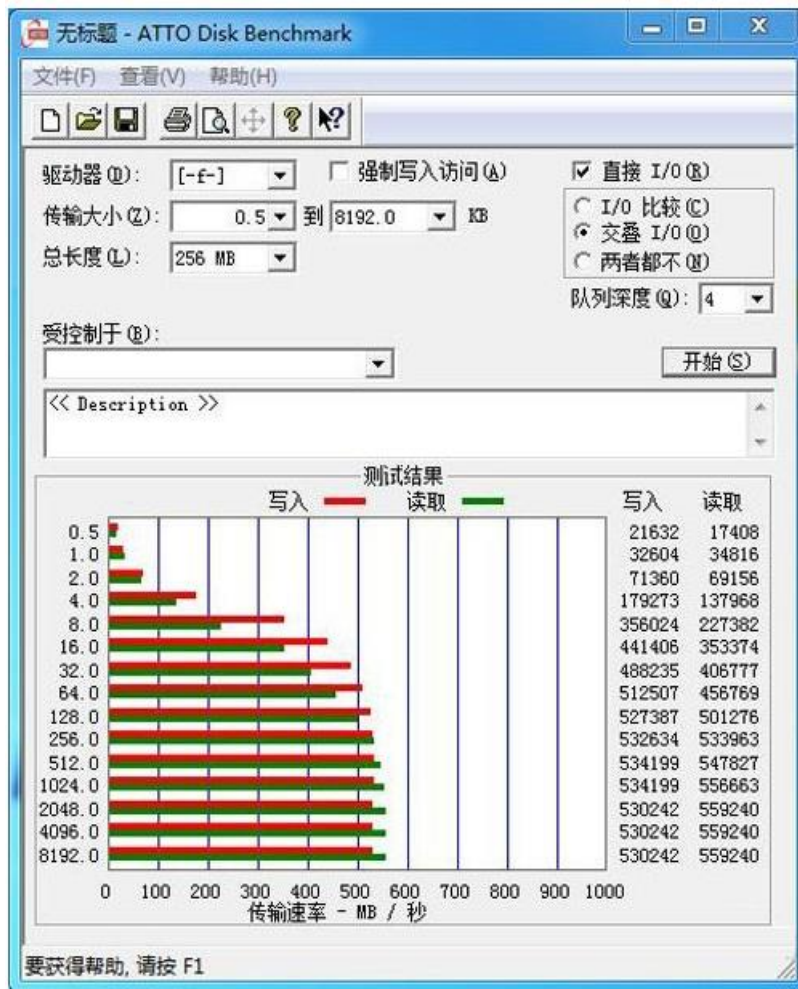 无标题 - ATTO Disk Benchmark
文件(F) 查看(V) 帮助(H)
驱动器(D): [-f-] 强制写入访问(A) 直接 I/O(R)
传输大小(Z): 0.5 到 8192.0 KB I/O 比较(C)
交叠 I/O(O)
总长度(L): 256 MB 两者都不(N)
队列深度(Q): 4
受控制于(B):
开始(S)
<< Description >>
测试结果
写入 读取 写入 读取
0.5 21632 17408
1.0 32604 34816
2.0 71360 69156
4.0 179273 137968
8.0 356024 227382
16.0 441406 353374
32.0 488235 406777
64.0 512507 456769
128.0 527387 501276
256.0 532634 533963
512.0 534199 547827
1024.0 534199 556663
2048.0 530242 559240
4096.0 530242 559240
8192.0 530242 559240
0 100 200 300 400 500 600 700 800 900 1000
传输速率 - MB / 秒
要获得帮助, 请按 F1